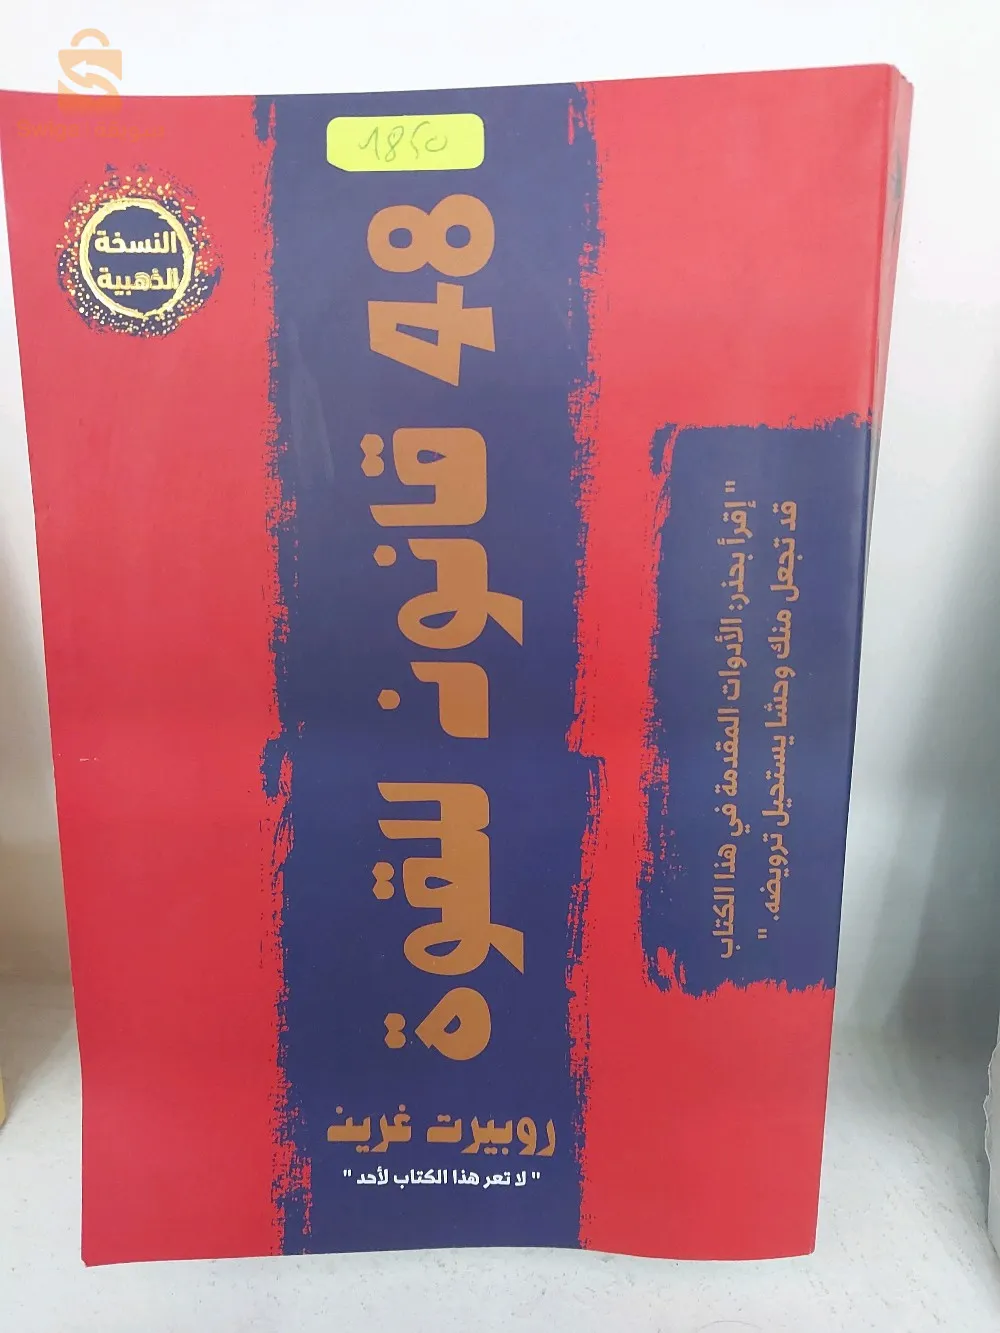 1850
النسخة
الذهبية
48 قانون للقوة
" إقرأ بحذر: الأدوات المقدمة في هذا الكتاب
قد تجعل منك وحشا يستحيل ترويضه. "
روبيرت غرين
" لا تعر هذا الكتاب لأحد "